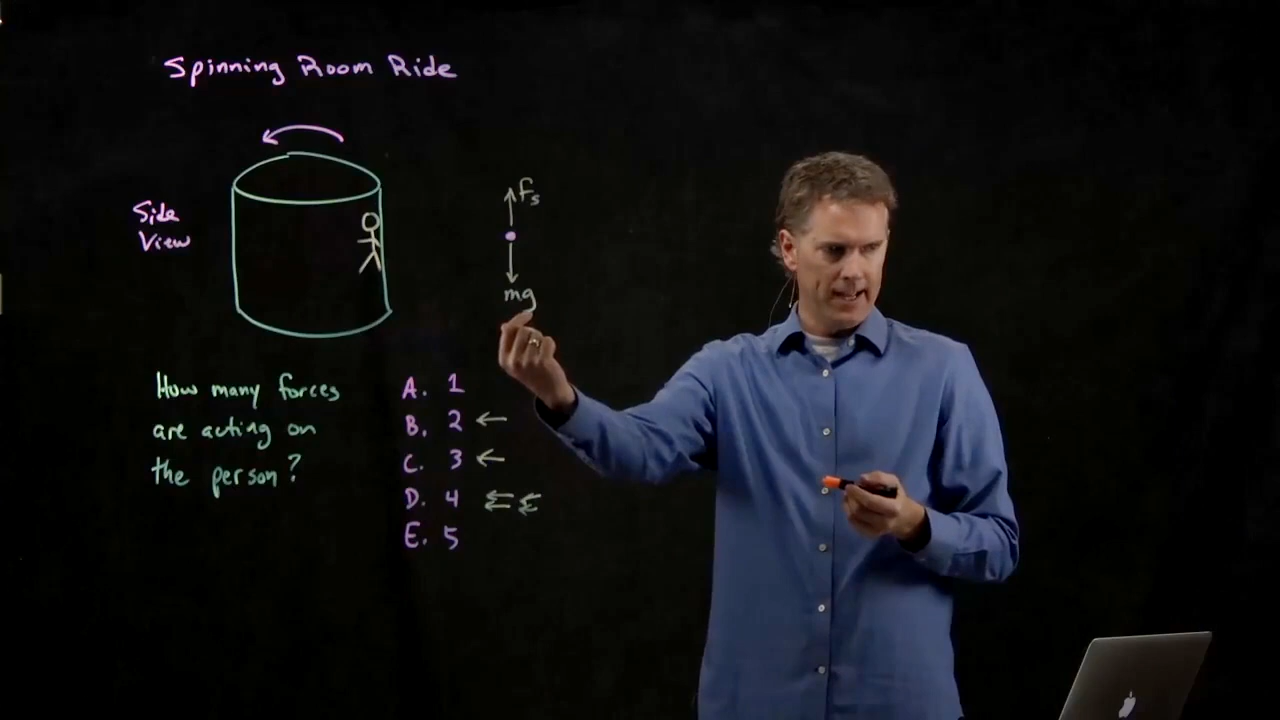 Spinning Room Ride
Side
View
fs
mg
How many forces
are acting on
the person?
A. 1
B. 2 ←
C. 3 ←
D. 4 ⇇ ⇇
E. 5